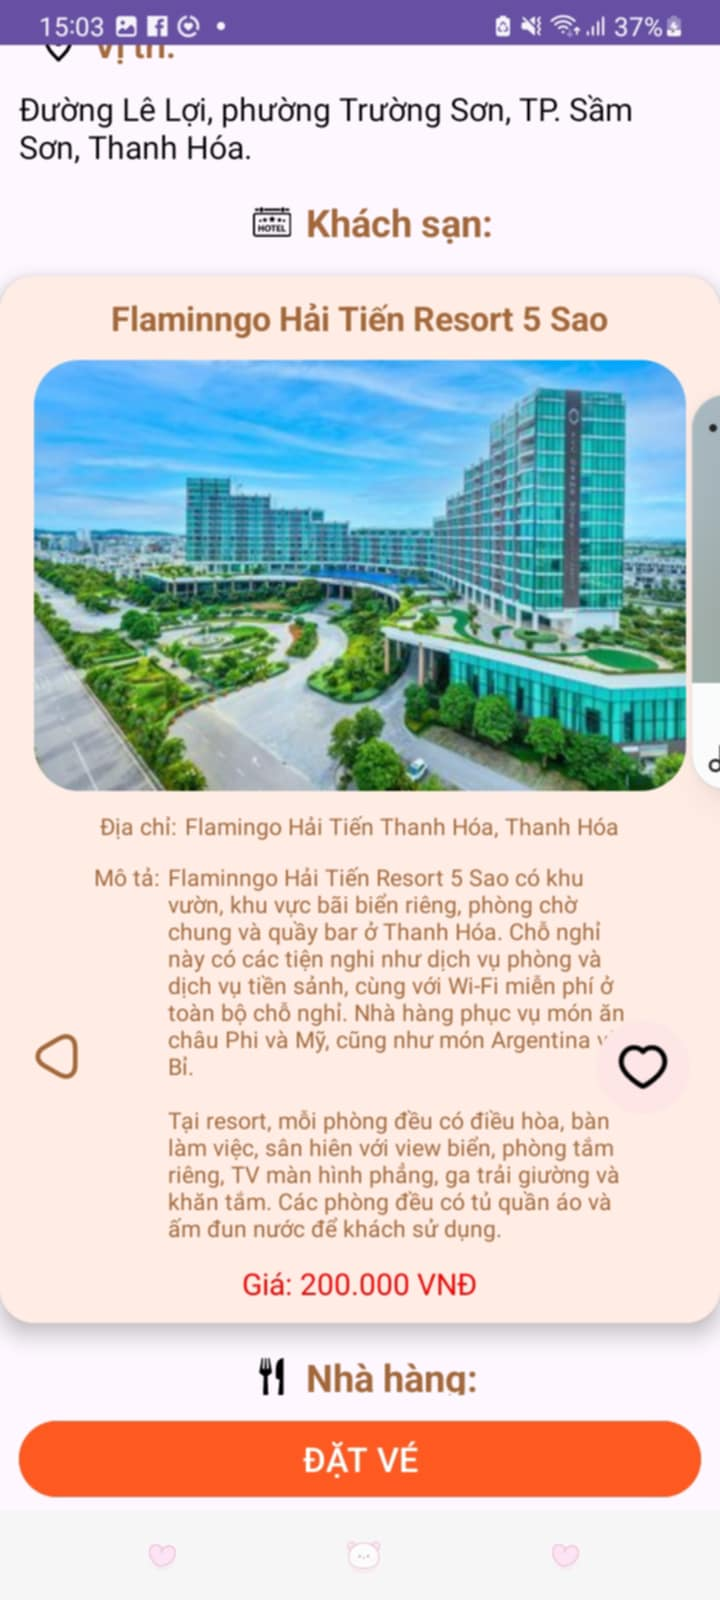 15:03
37%
Vị trí:
Đường Lê Lợi, phường Trường Sơn, TP. Sầm
Sơn, Thanh Hóa.
HOTEL
Khách sạn:
Flaminngo Hải Tiến Resort 5 Sao
Địa chỉ: Flamingo Hải Tiến Thanh Hóa, Thanh Hóa
Mô tả: Flaminngo Hải Tiến Resort 5 Sao có khu
vườn, khu vực bãi biển riêng, phòng chờ
chung và quầy bar ở Thanh Hóa. Chỗ nghỉ
này có các tiện nghi như dịch vụ phòng và
dịch vụ tiền sảnh, cùng với Wi-Fi miễn phí ở
toàn bộ chỗ nghỉ. Nhà hàng phục vụ món ăn
châu Phi và Mỹ, cũng như món Argentina
Bỉ.
Tại resort, mỗi phòng đều có điều hòa, bàn
làm việc, sân hiên với view biển, phòng tắm
riêng, TV màn hình phẳng, ga trải giường và
khăn tắm. Các phòng đều có tủ quần áo và
ấm đun nước để khách sử dụng.
Giá: 200.000 VNĐ
Nhà hàng:
ĐẶT VÉ